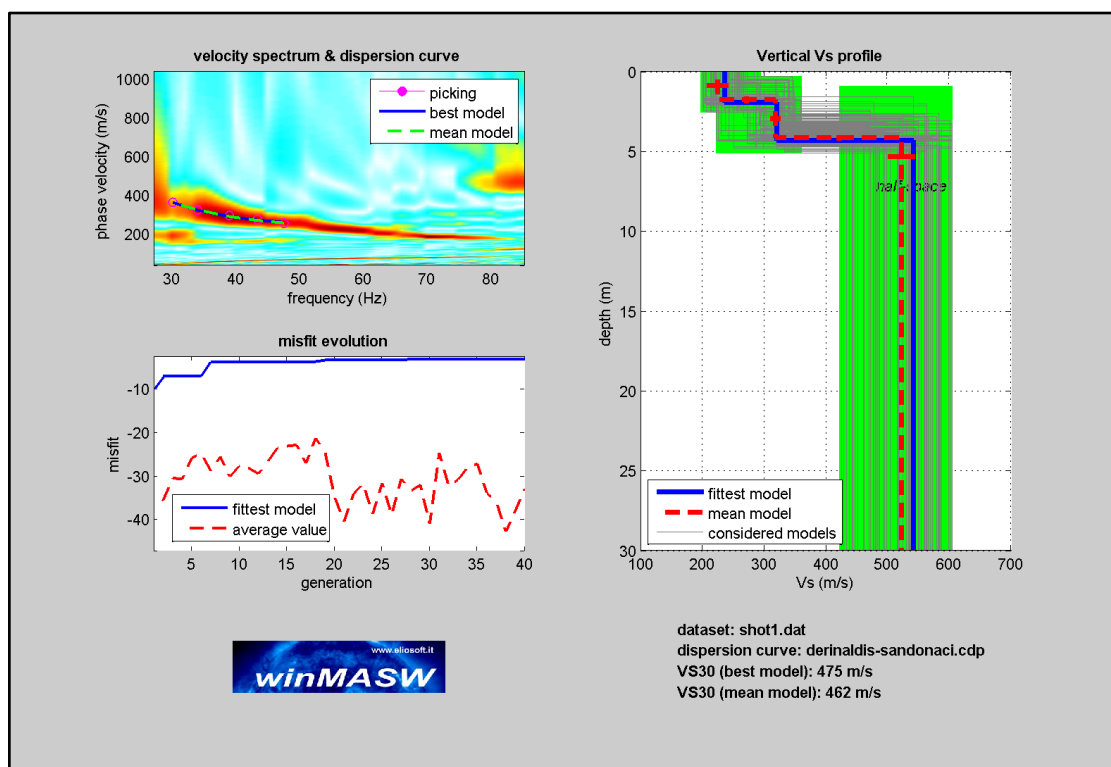 velocity spectrum & dispersion curve
1000
800
600
400
200
phase velocity (m/s)
picking
best model
mean model
30 40 50 60 70 80
frequency (Hz)
misfit evolution
-10
-20
-30
-40
misfit
fittest model
average value
5 10 15 20 25 30 35 40
generation
www.eliosoft.it
winMASW
Vertical Vs profile
0
5
10
15
20
25
30
depth (m)
half-space
fittest model
mean model
considered models
100 200 300 400 500 600 700
Vs (m/s)
dataset: shot1.dat
dispersion curve: derinaldis-sandonaci.cdp
VS30 (best model): 475 m/s
VS30 (mean model): 462 m/s